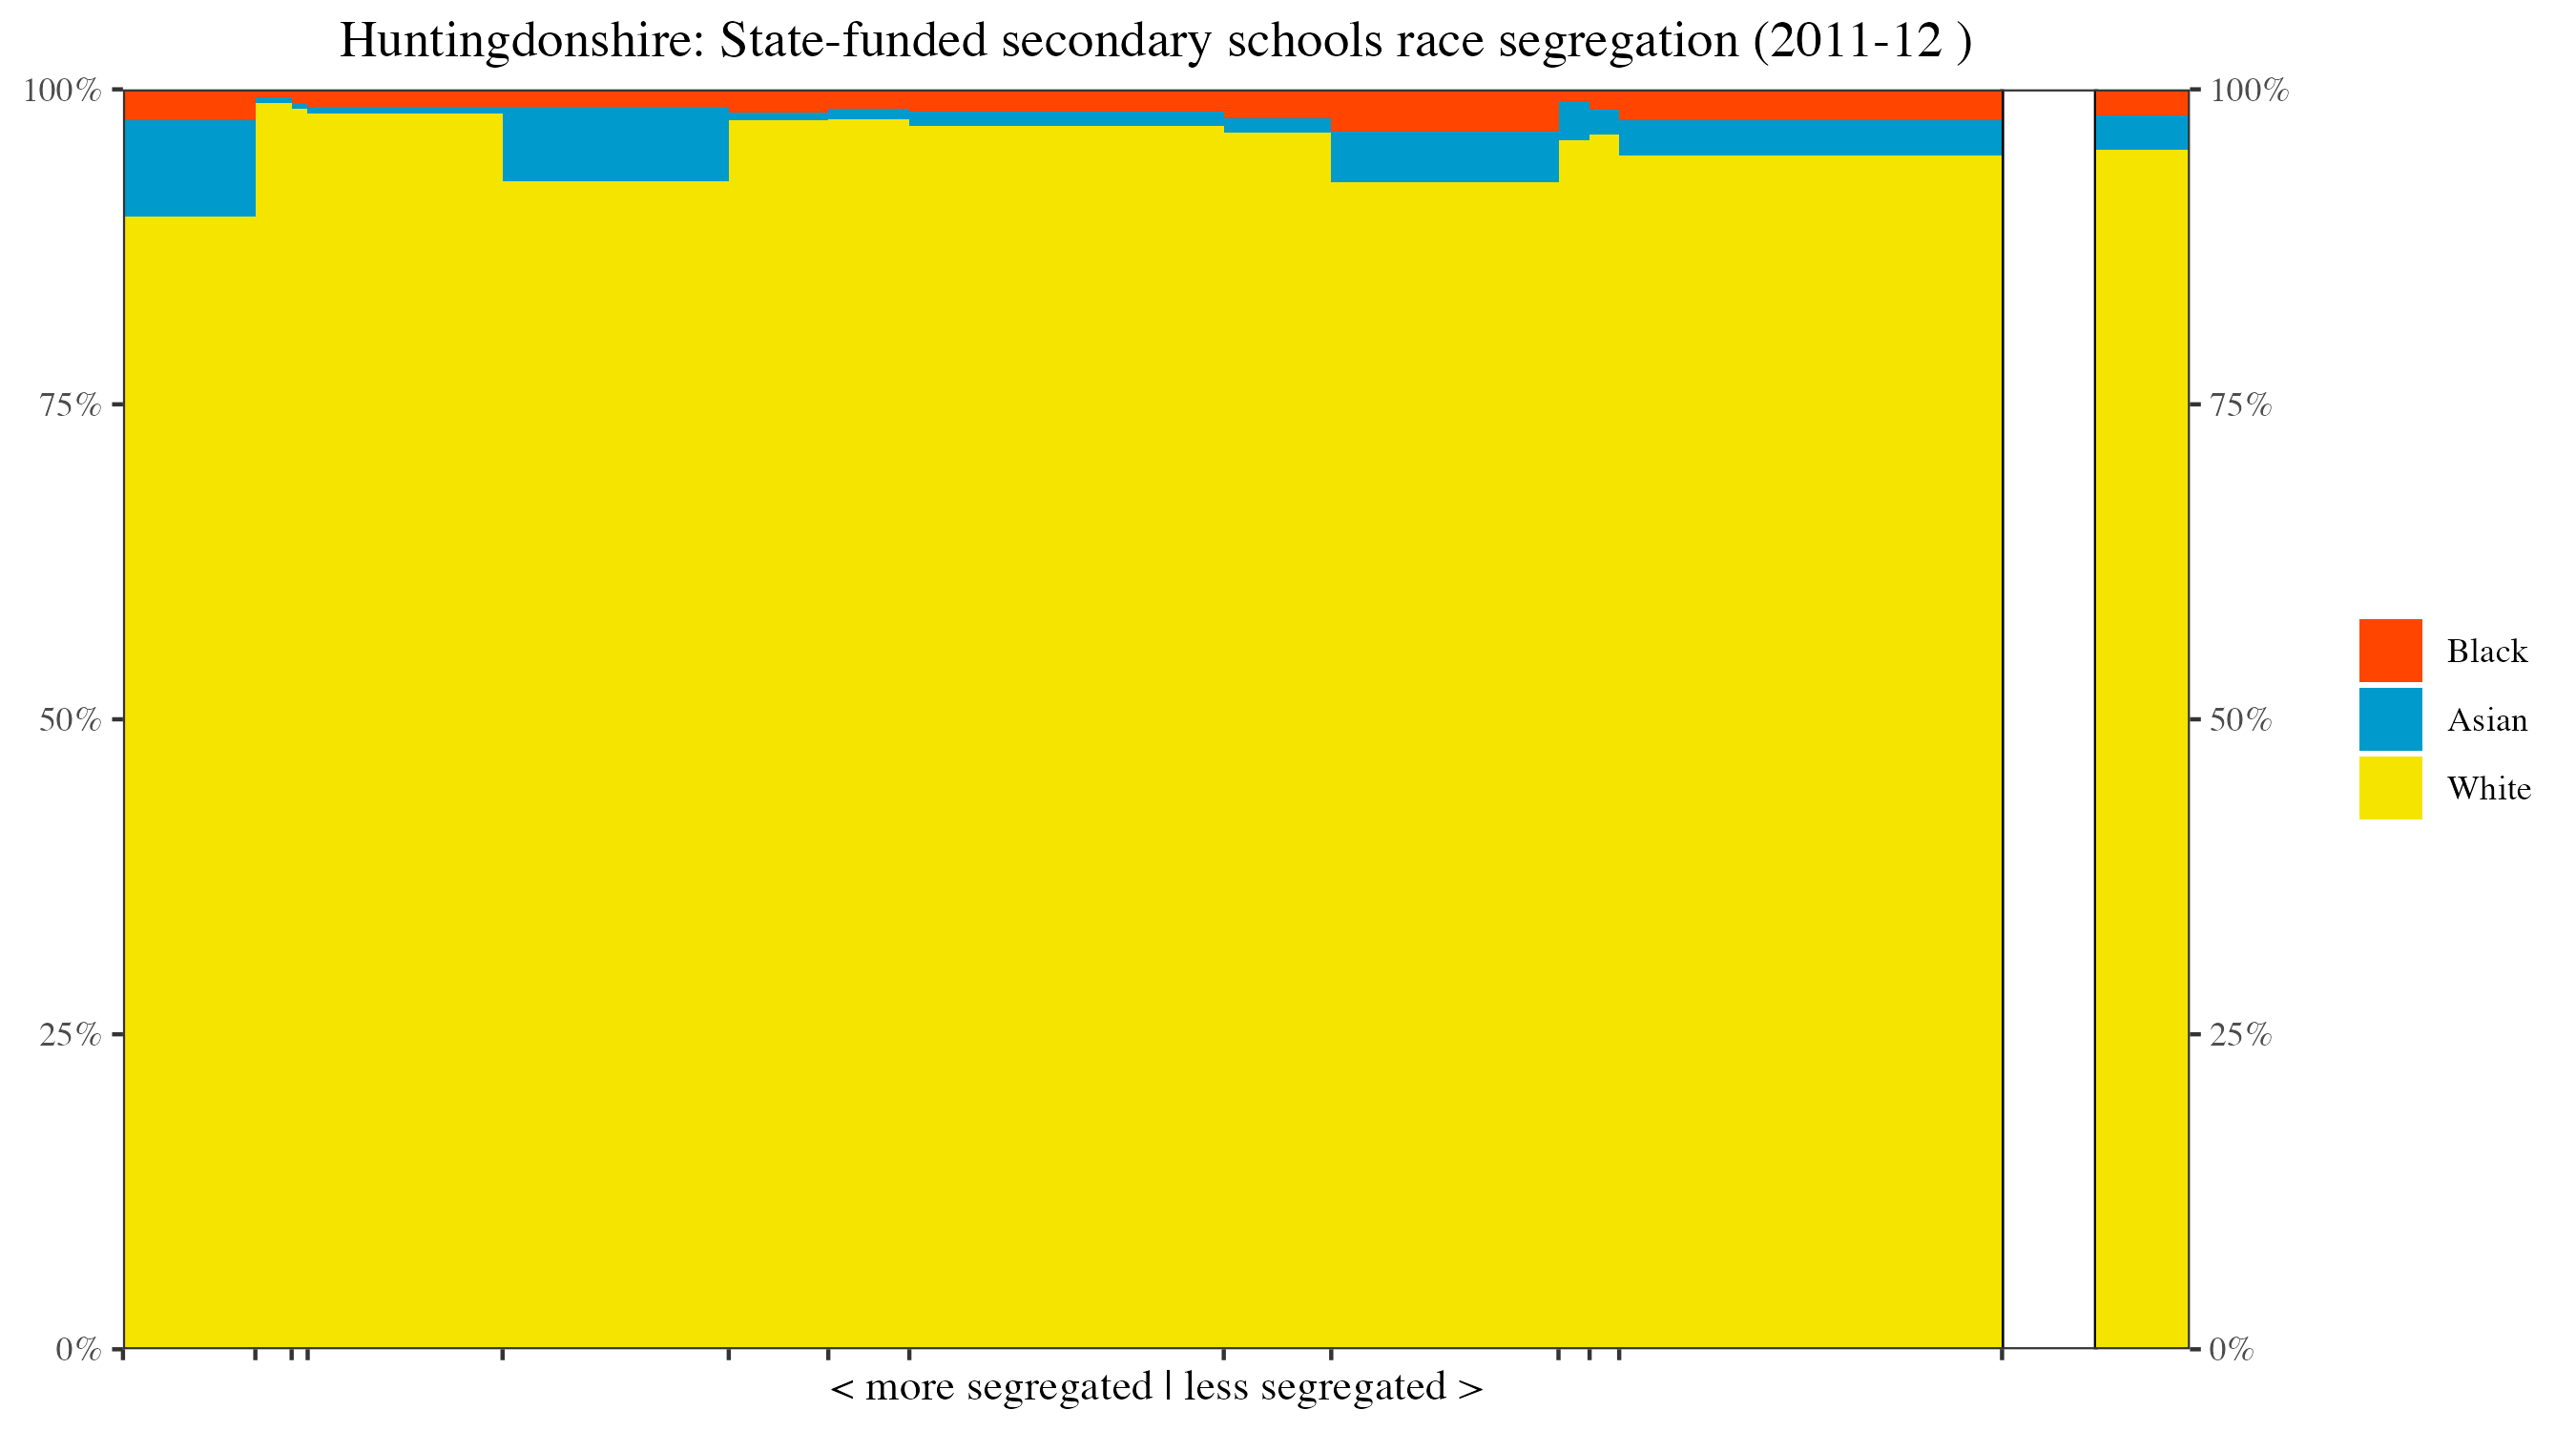 Huntingdonshire: State-funded secondary schools race segregation (2011-12 )
100%
75%
50%
25%
0%
100%
75%
50%
25%
0%
Black
Asian
White
< more segregated | less segregated >